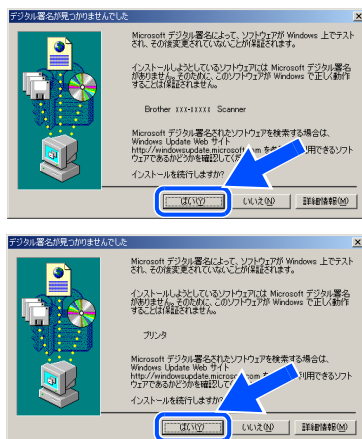 デジタル署名が見つかりませんでした
Microsoft デジタル署名によって、ソフトウェアが Windows 上でテスト
され、その後変更されていないことが保証されます。
インストールしようとしているソフトウェアには Microsoft デジタル署名
がありません。そのために、このソフトウェアが Windows で正しく動作
することは保証されません。
Brother xxx-xxxxx Scanner
Microsoft デジタル署名されたソフトウェアを検索する場合は、
Windows Update Web サイト
http://windowsupdate.microsoft.com を 利用できるソフト
ウェアであるかどうかを確認して
インストールを続行しますか?
はい(Y) いいえ(N) 詳細情報(M)
デジタル署名が見つかりませんでした
Microsoft デジタル署名によって、ソフトウェアが Windows 上でテスト
され、その後変更されていないことが保証されます。
インストールしようとしているソフトウェアには Microsoft デジタル署名
がありません。そのために、このソフトウェアが Windows で正しく動作
することは保証されません。
プリンタ
Microsoft デジタル署名されたソフトウェアを検索する場合は、
Windows Update Web サイト
http://windowsupdate.microsoft 利用できるソフト
ウェアであるかどうかを確認して
インストールを続行しますか?
はい(Y) いいえ(N) 詳細情報(M)